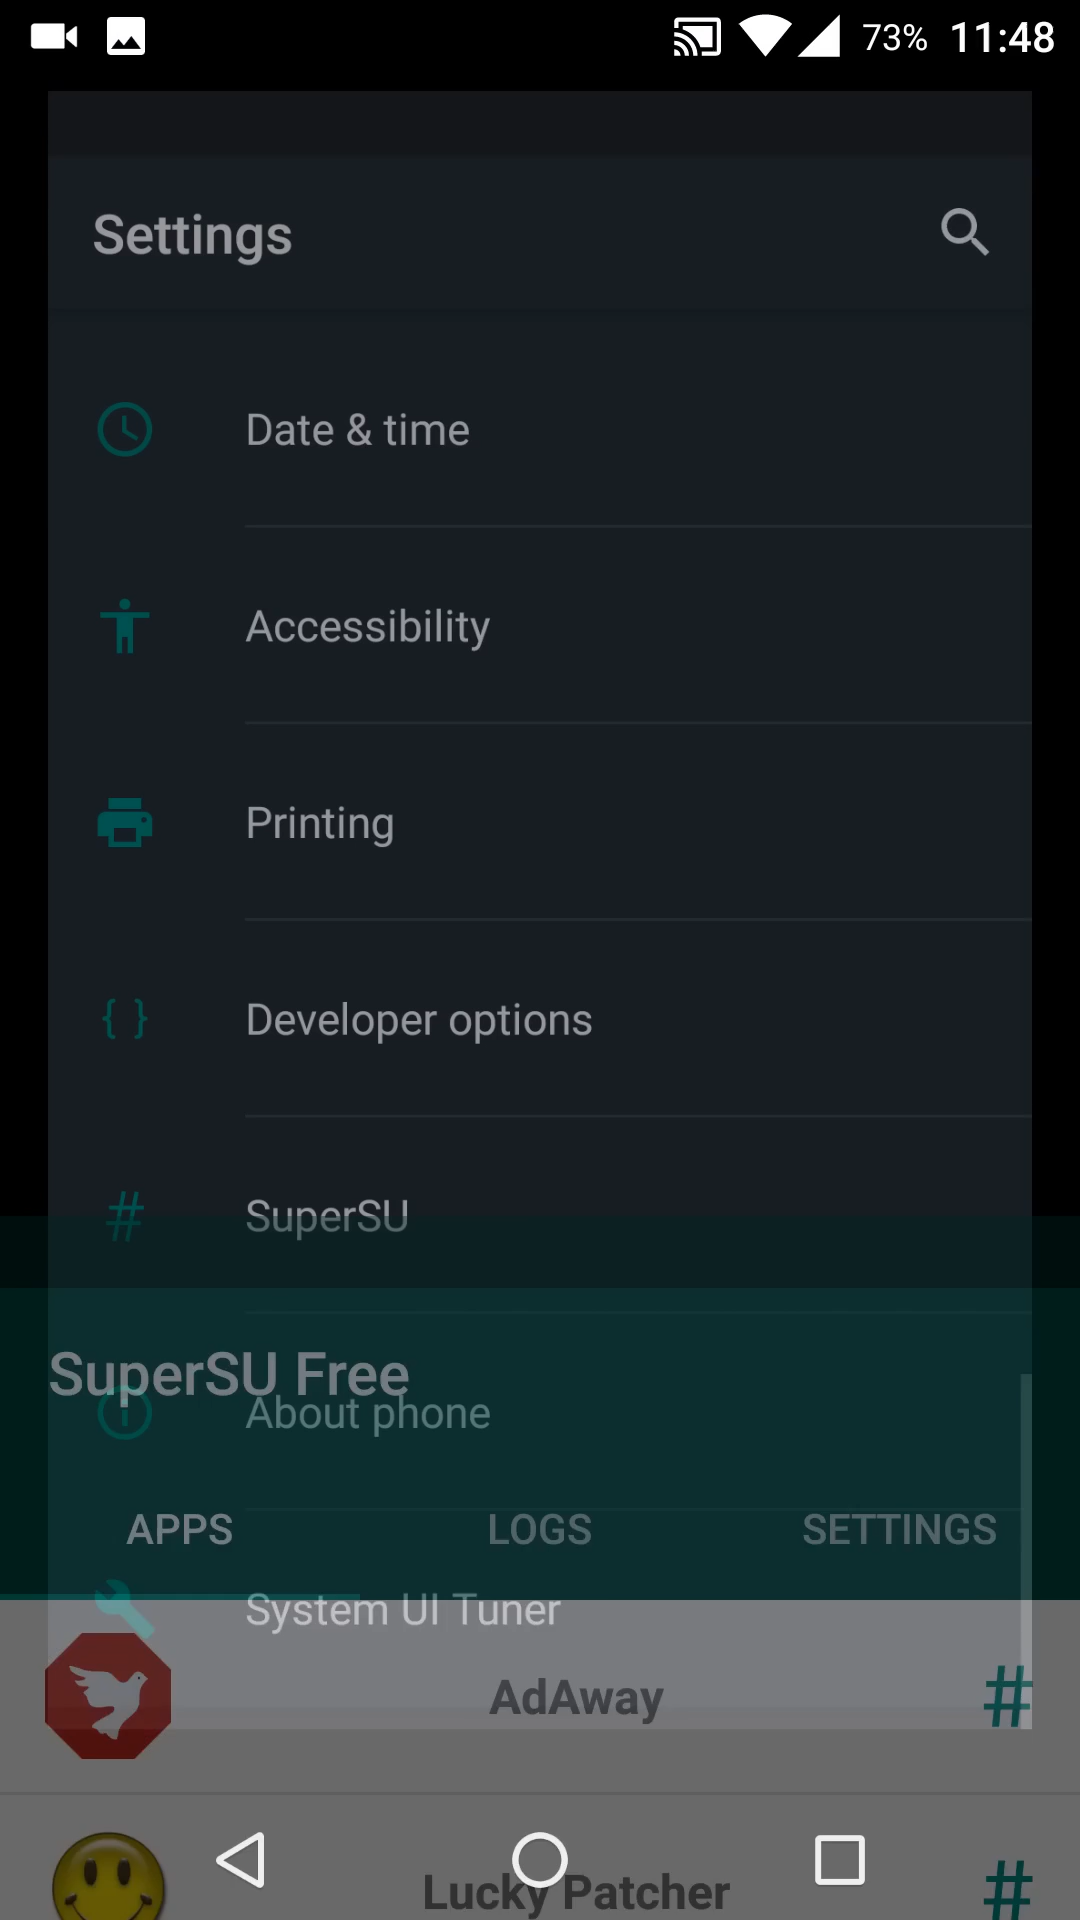 73% 11:48
Settings
Date & time
Accessibility
Printing
{ } Developer options
# SuperSU
SuperSU Free
About phone
APPS LOGS SETTINGS
System UI Tuner
AdAway #
Lucky Patcher #